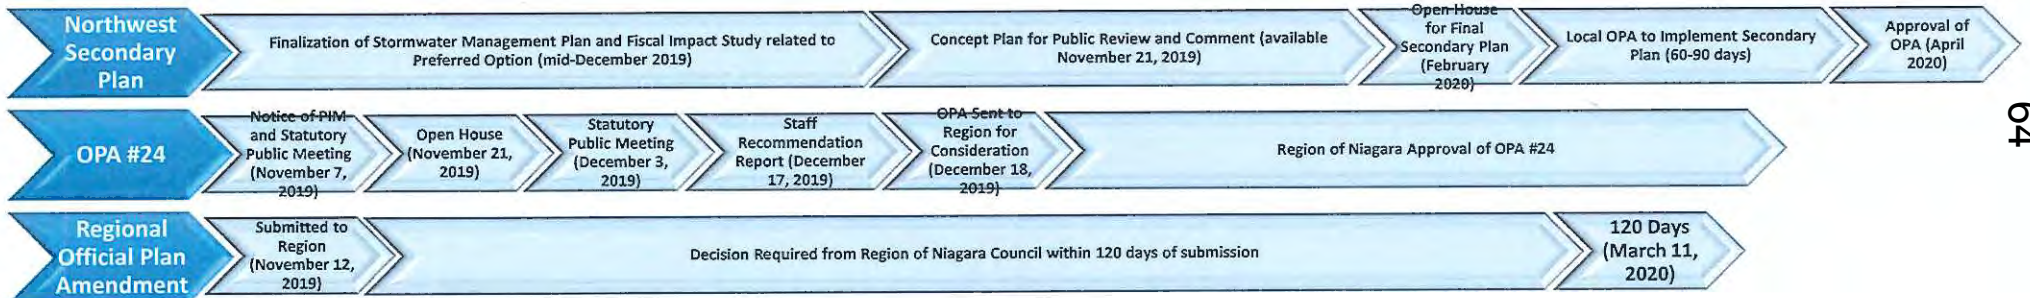 Northwest
Secondary
Plan
Finalization of Stormwater Management Plan and Fiscal Impact Study related to
Preferred Option (mid-December 2019)
Concept Plan for Public Review and Comment (available
November 21, 2019)
Open House
for Final
Secondary Plan
(February
2020)
Local OPA to Implement Secondary
Plan (60-90 days)
Approval of
OPA (April
2020)
OPA #24
Notice of PIM
and Statutory
Public Meeting
(November 7,
2019)
Open House
(November 21,
2019)
Statutory
Public Meeting
(December 3,
2019)
Staff
Recommendation
Report (December
17, 2019)
OPA Sent to
Region for
Consideration
(December 18,
2019)
Region of Niagara Approval of OPA #24
Regional
Official Plan
Amendment
Submitted to
Region
(November 12,
2019)
Decision Required from Region of Niagara Council within 120 days of submission
120 Days
(March 11,
2020)
64